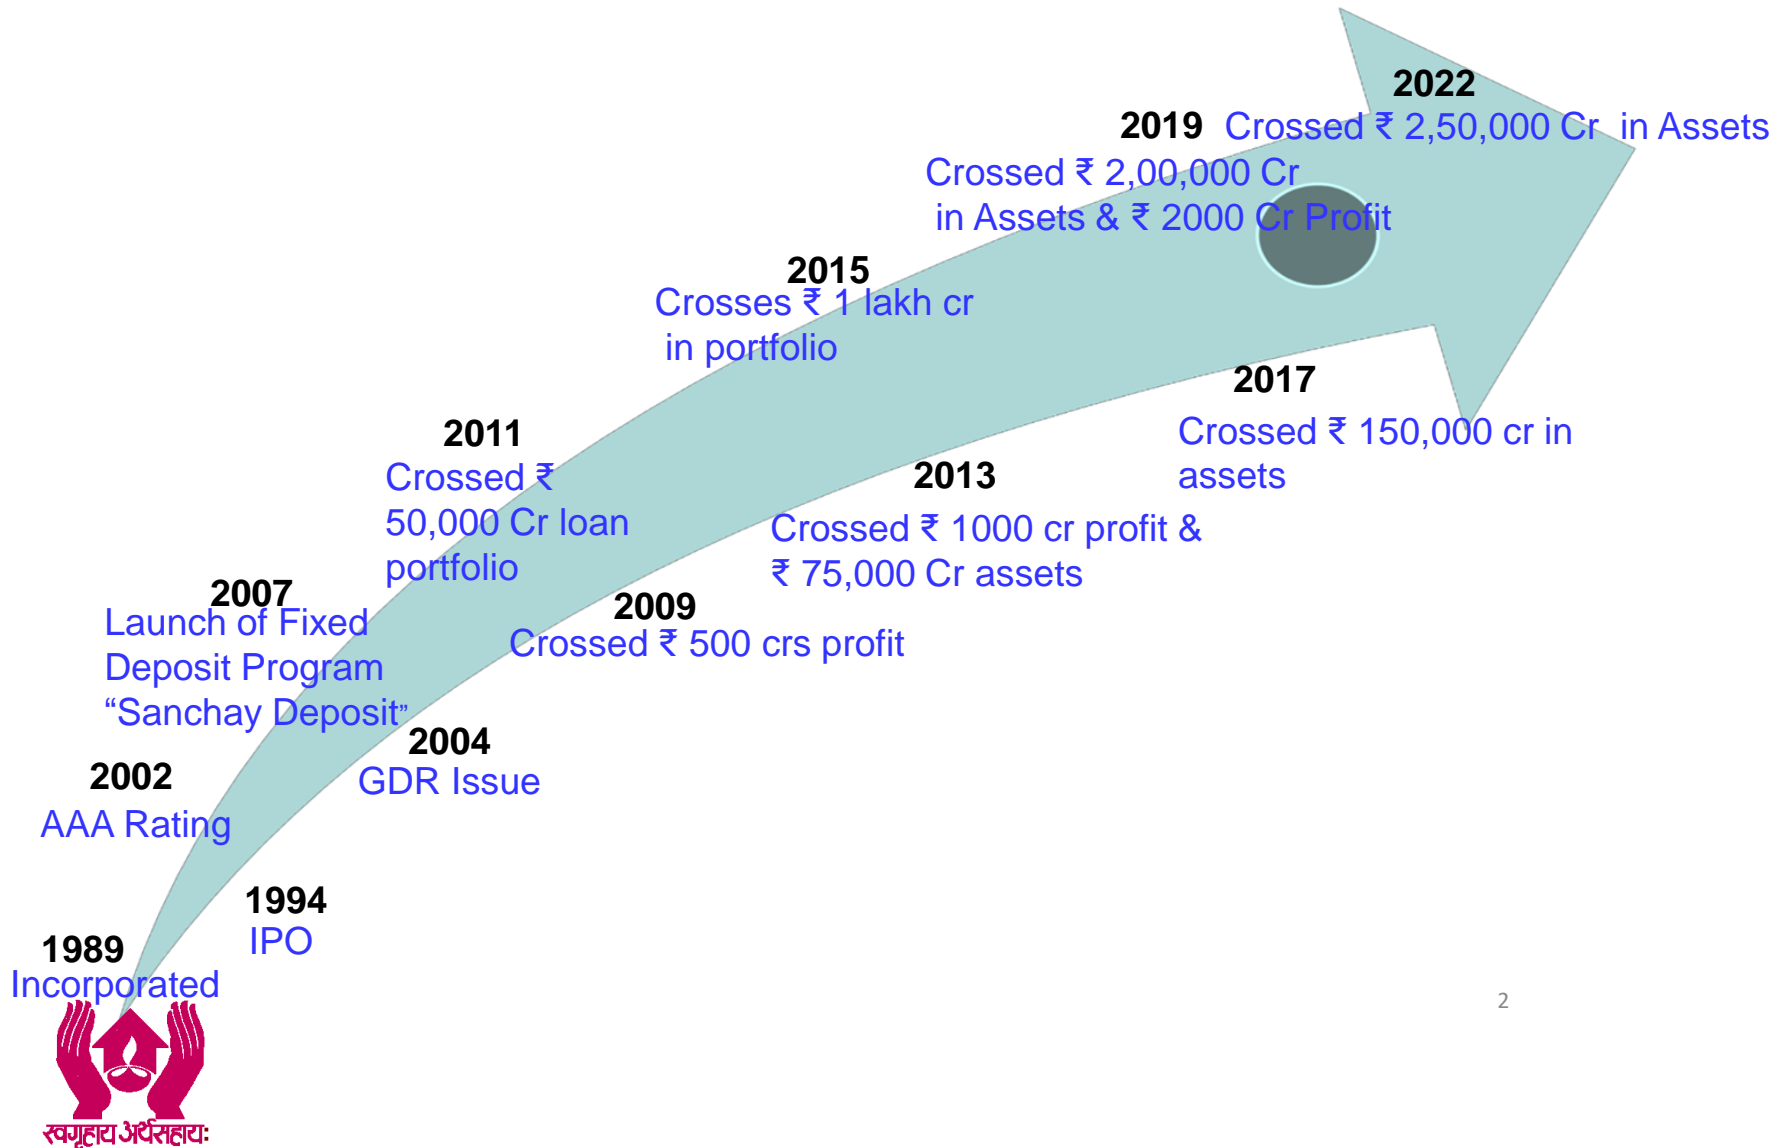 2022
2019 Crossed ₹ 2,50,000 Cr in Assets
Crossed ₹ 2,00,000 Cr
in Assets & ₹ 2000 Cr Profit
2015
Crosses ₹ 1 lakh cr
in portfolio
2017
Crossed ₹ 150,000 cr in
assets
2011
Crossed ₹
50,000 Cr loan
portfolio
2013
Crossed ₹ 1000 cr profit &
₹ 75,000 Cr assets
2007
Launch of Fixed
Deposit Program
“Sanchay Deposit”
2009
Crossed ₹ 500 crs profit
2004
GDR Issue
2002
AAA Rating
1994
IPO
1989
Incorporated
2
स्वगृहाय अर्थसहायः